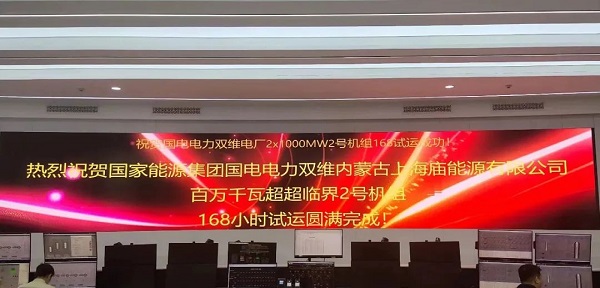 祝贺国电电力双维电厂2x1000MW2号机组168试运成功！
热烈祝贺国家能源集团国电电力双维内蒙古上海庙能源有限公司
百万千瓦超超临界2号机组
168小时试运圆满完成！